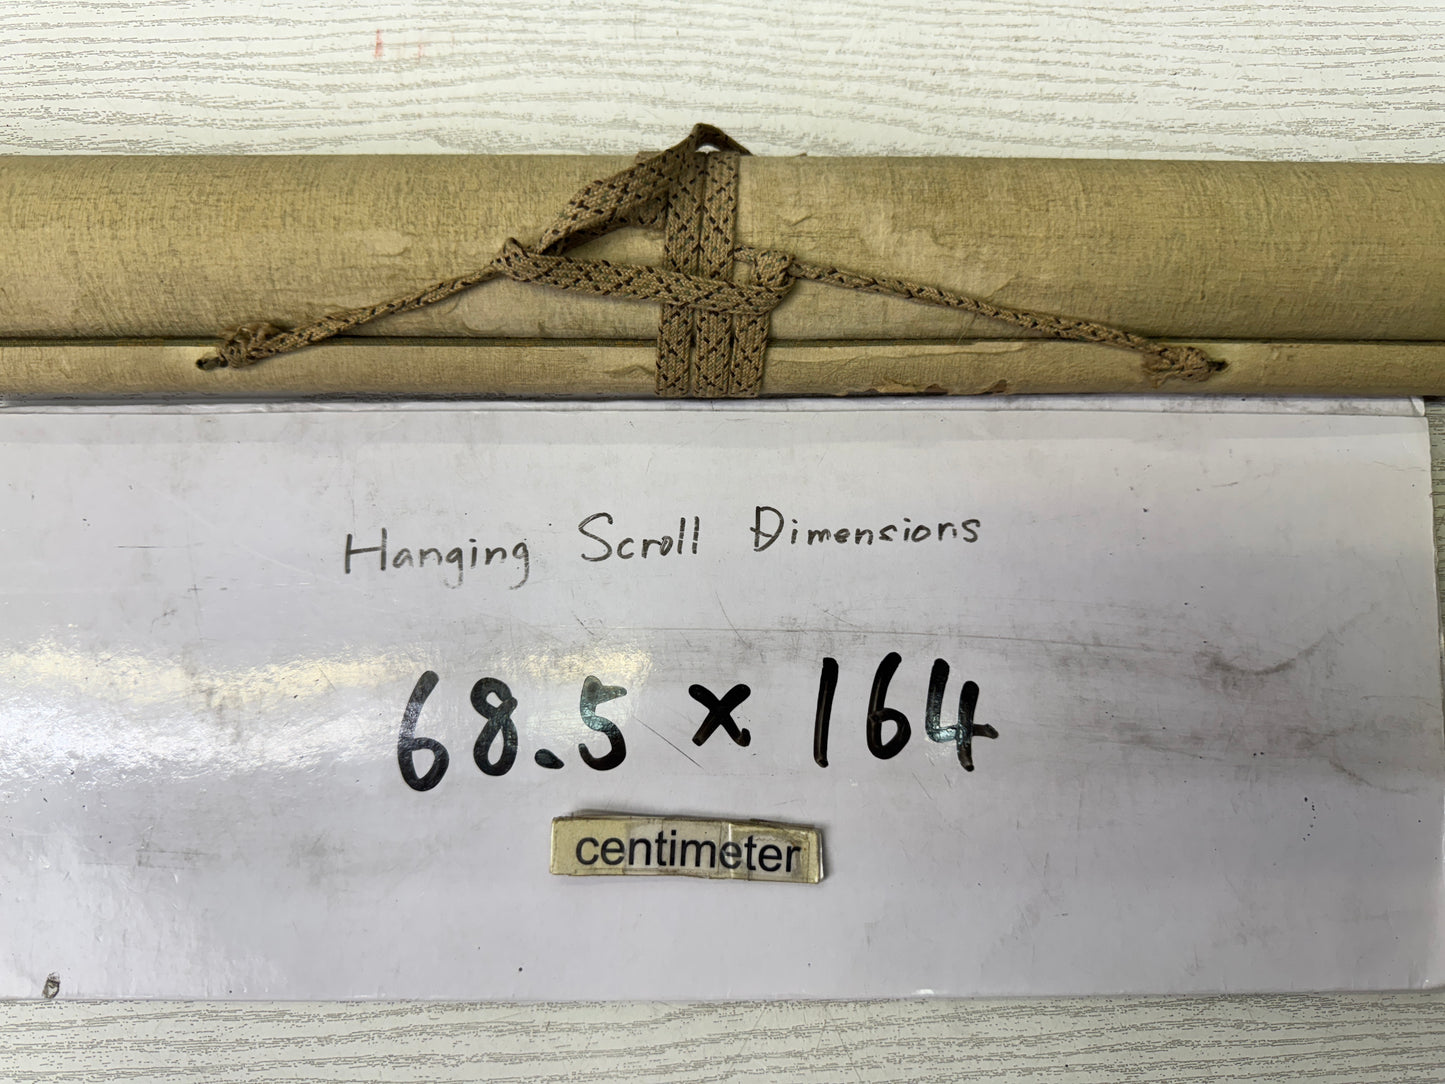 Hanging Scroll Dimensions
68.5 × 164
centimeter